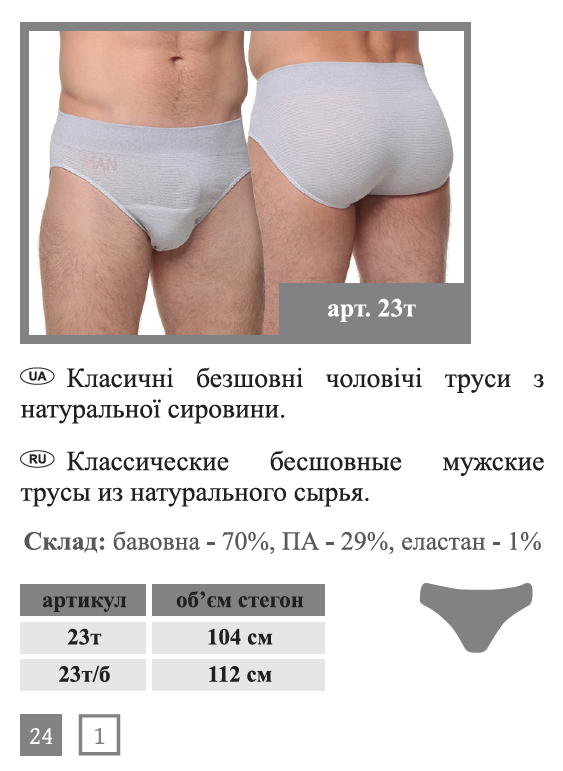 MAN
арт. 23т
UA Класичні безшовні чоловічі труси з
натуральної сировини.
RU Классические бесшовные мужские
трусы из натурального сырья.
Склад: бавовна - 70%, ПА - 29%, еластан - 1%
артикул об’єм стегон
23т 104 см
23т/б 112 см
24 1